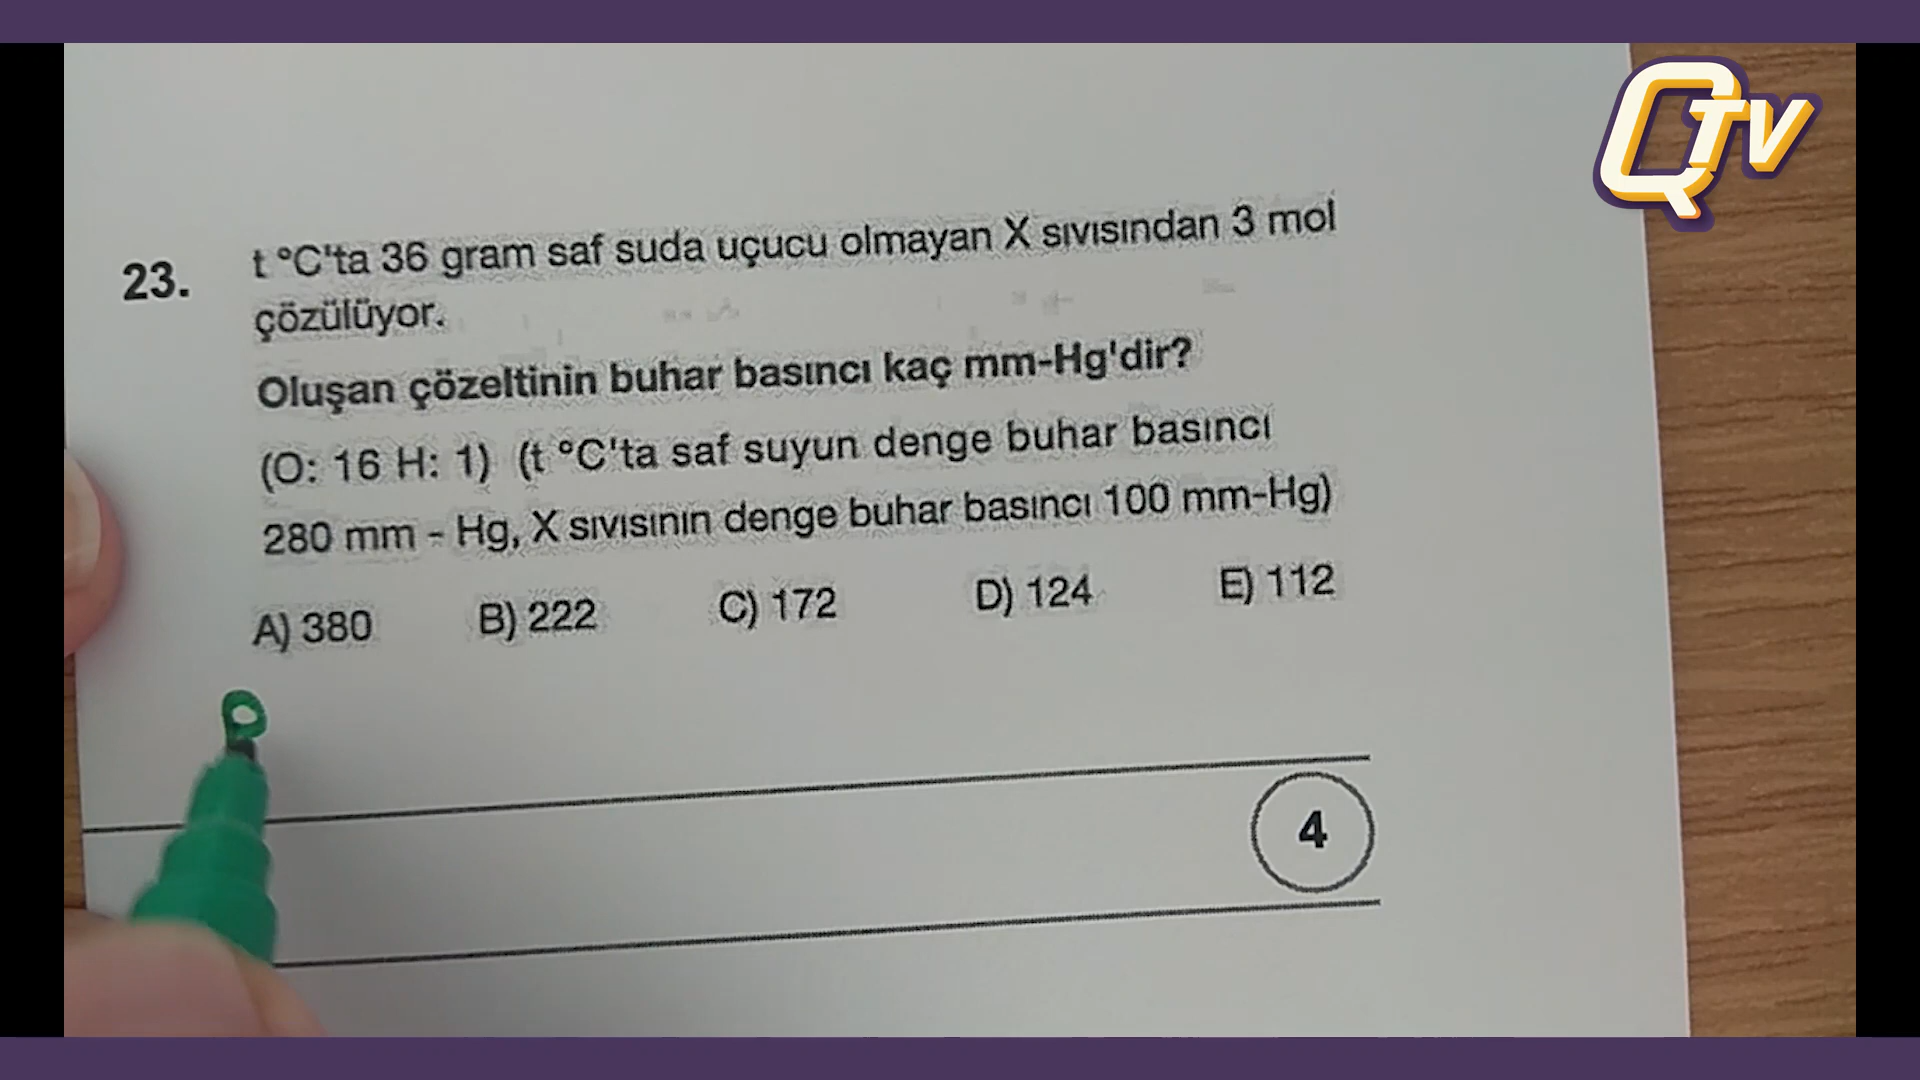 QTV
23. t °C'ta 36 gram saf suda uçucu olmayan X sıvısından 3 mol
çözülüyor.
Oluşan çözeltinin buhar basıncı kaç mm-Hg'dir?
(O: 16 H: 1) (t °C'ta saf suyun denge buhar basıncı
280 mm - Hg, X sıvısının denge buhar basıncı 100 mm-Hg)
A) 380 B) 222 C) 172 D) 124 E) 112
4